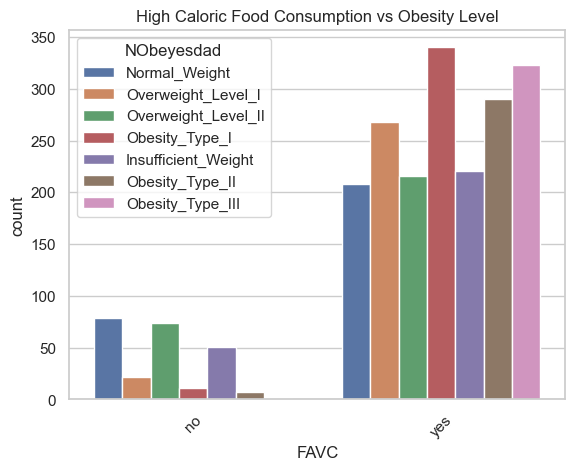 High Caloric Food Consumption vs Obesity Level
NObeyesdad
Normal_Weight
Overweight_Level_I
Overweight_Level_II
Obesity_Type_I
Insufficient_Weight
Obesity_Type_II
Obesity_Type_III
350
300
250
200
150
100
50
0
count
no
yes
FAVC